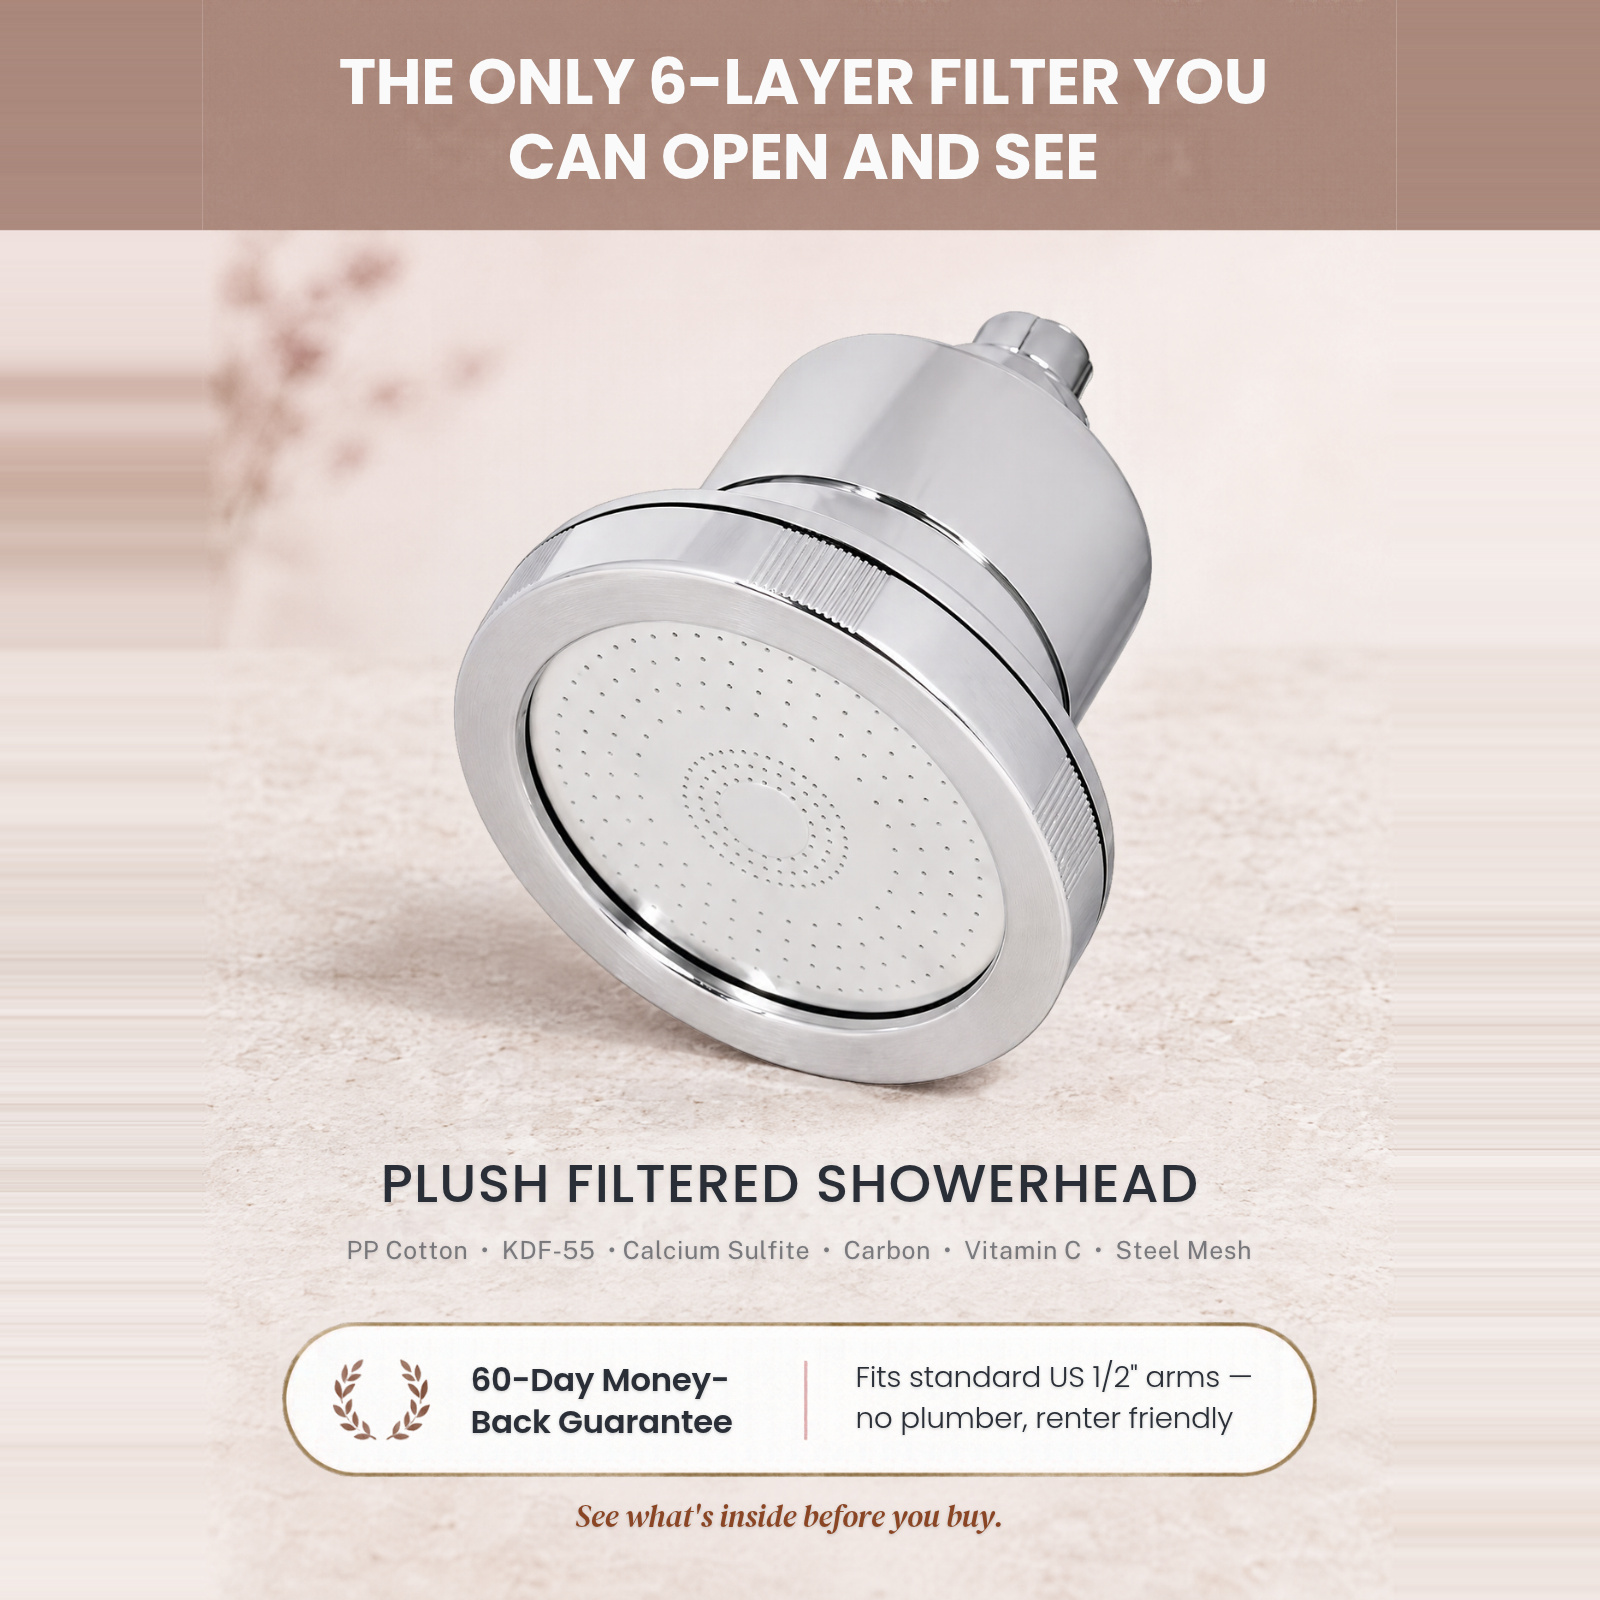 THE ONLY 6-LAYER FILTER YOU
CAN OPEN AND SEE
PLUSH FILTERED SHOWERHEAD
PP Cotton • KDF-55 • Calcium Sulfite • Carbon • Vitamin C • Steel Mesh
60-Day Money-
Back Guarantee
Fits standard US 1/2" arms —
no plumber, renter friendly
See what's inside before you buy.